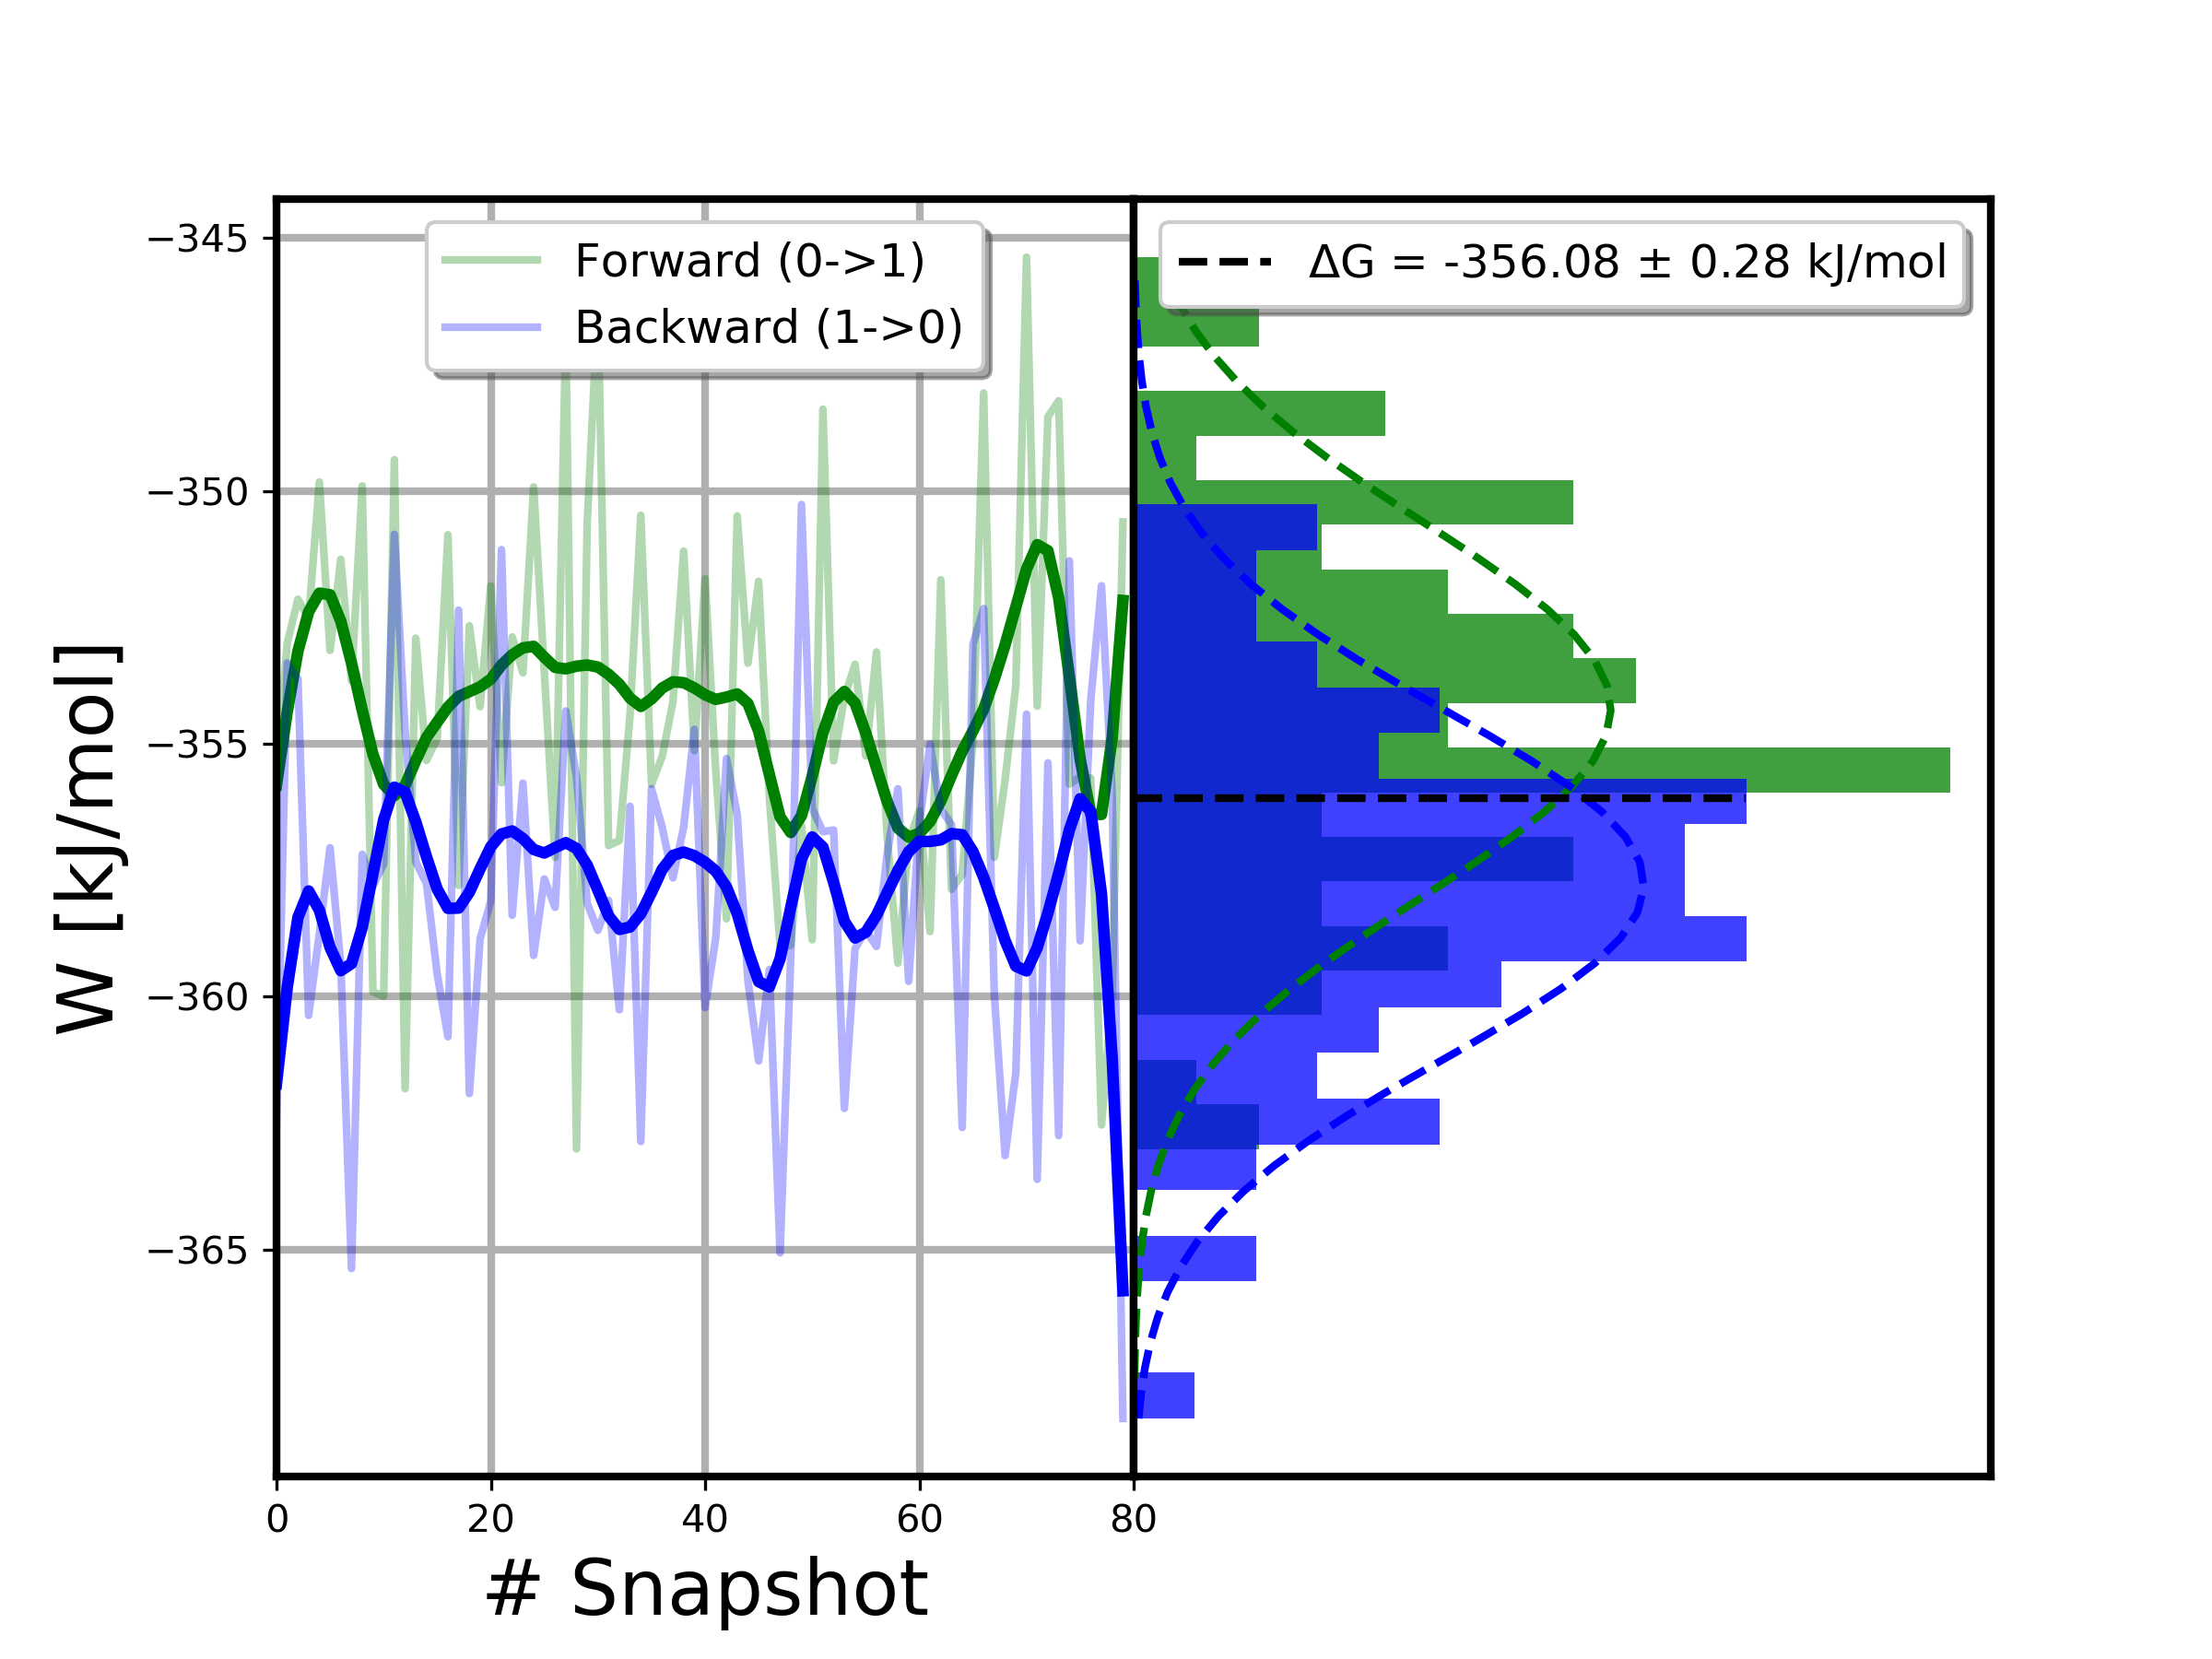 −345
−350
−355
−360
−365
W [kJ/mol]
0
20
40
60
80
# Snapshot
Forward (0->1)
Backward (1->0)
ΔG = -356.08 ± 0.28 kJ/mol